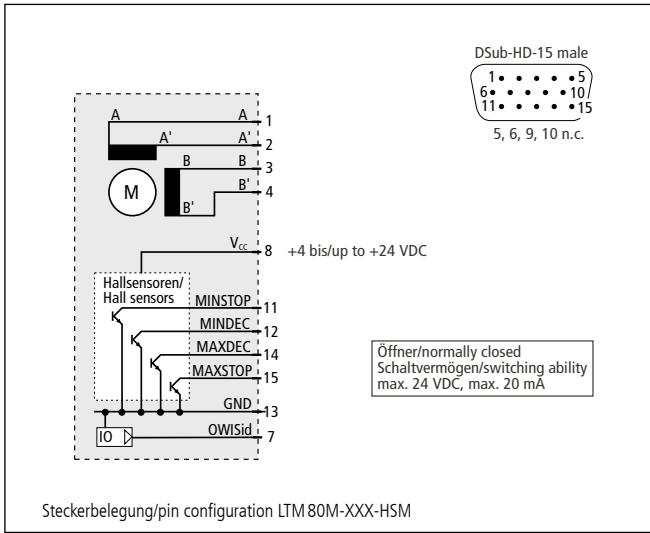 DSub-HD-15 male
1 5
6 10
11 15
5, 6, 9, 10 n.c.
A A 1
A' A' 2
B B 3
M
B' B' 4
V_cc 8 +4 bis/up to +24 VDC
Hallsensoren/
Hall sensors
MINSTOP 11
MINDEC 12
MAXDEC 14
MAXSTOP 15
Öffner/normally closed
Schaltvermögen/switching ability
max. 24 VDC, max. 20 mA
GND 13
IO OWISid 7
Steckerbelegung/pin configuration LTM 80M-XXX-HSM